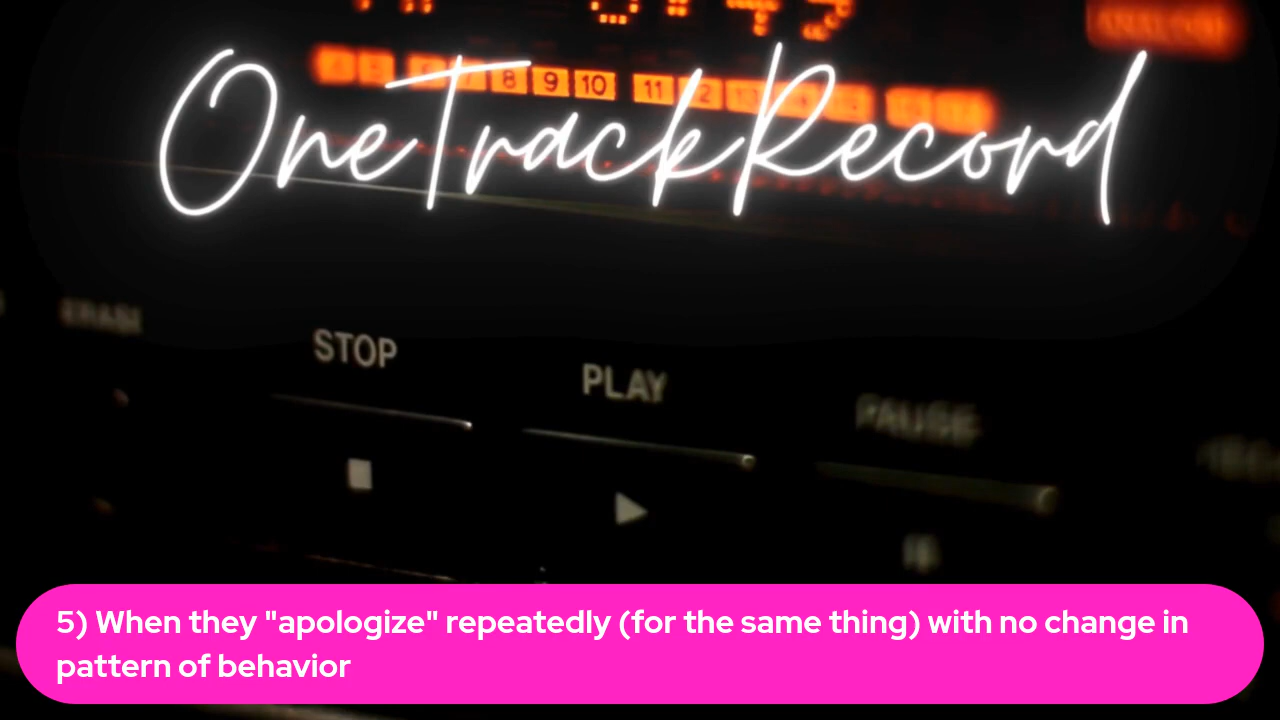 OneTrackRecord
8 9 10 11
ERASE
STOP
PLAY
PAUSE
5) When they "apologize" repeatedly (for the same thing) with no change in
pattern of behavior